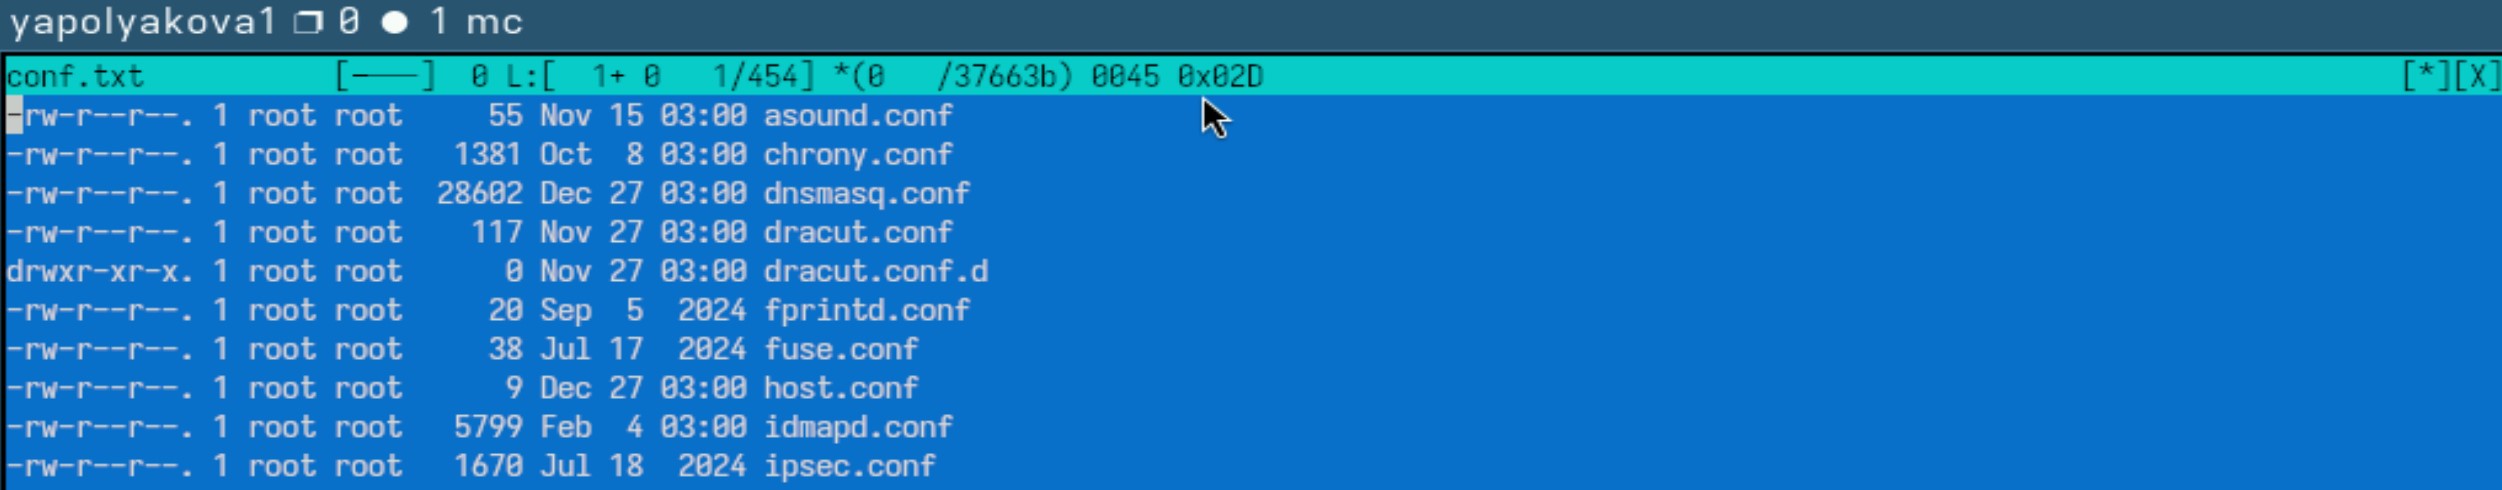 yapolyakova1 ❐ 0 ● 1 mc
conf.txt           [----]  0 L:[  1+ 0   1/454] *(0   /37663b) 0045 0x02D                                                                  [*][X]
-rw-r--r--. 1 root root     55 Nov 15 03:00 asound.conf
-rw-r--r--. 1 root root   1381 Oct  8 03:00 chrony.conf
-rw-r--r--. 1 root root  28602 Dec 27 03:00 dnsmasq.conf
-rw-r--r--. 1 root root    117 Nov 27 03:00 dracut.conf
drwxr-xr-x. 1 root root      0 Nov 27 03:00 dracut.conf.d
-rw-r--r--. 1 root root     20 Sep  5  2024 fprintd.conf
-rw-r--r--. 1 root root     38 Jul 17  2024 fuse.conf
-rw-r--r--. 1 root root      9 Dec 27 03:00 host.conf
-rw-r--r--. 1 root root   5799 Feb  4 03:00 idmapd.conf
-rw-r--r--. 1 root root   1670 Jul 18  2024 ipsec.conf